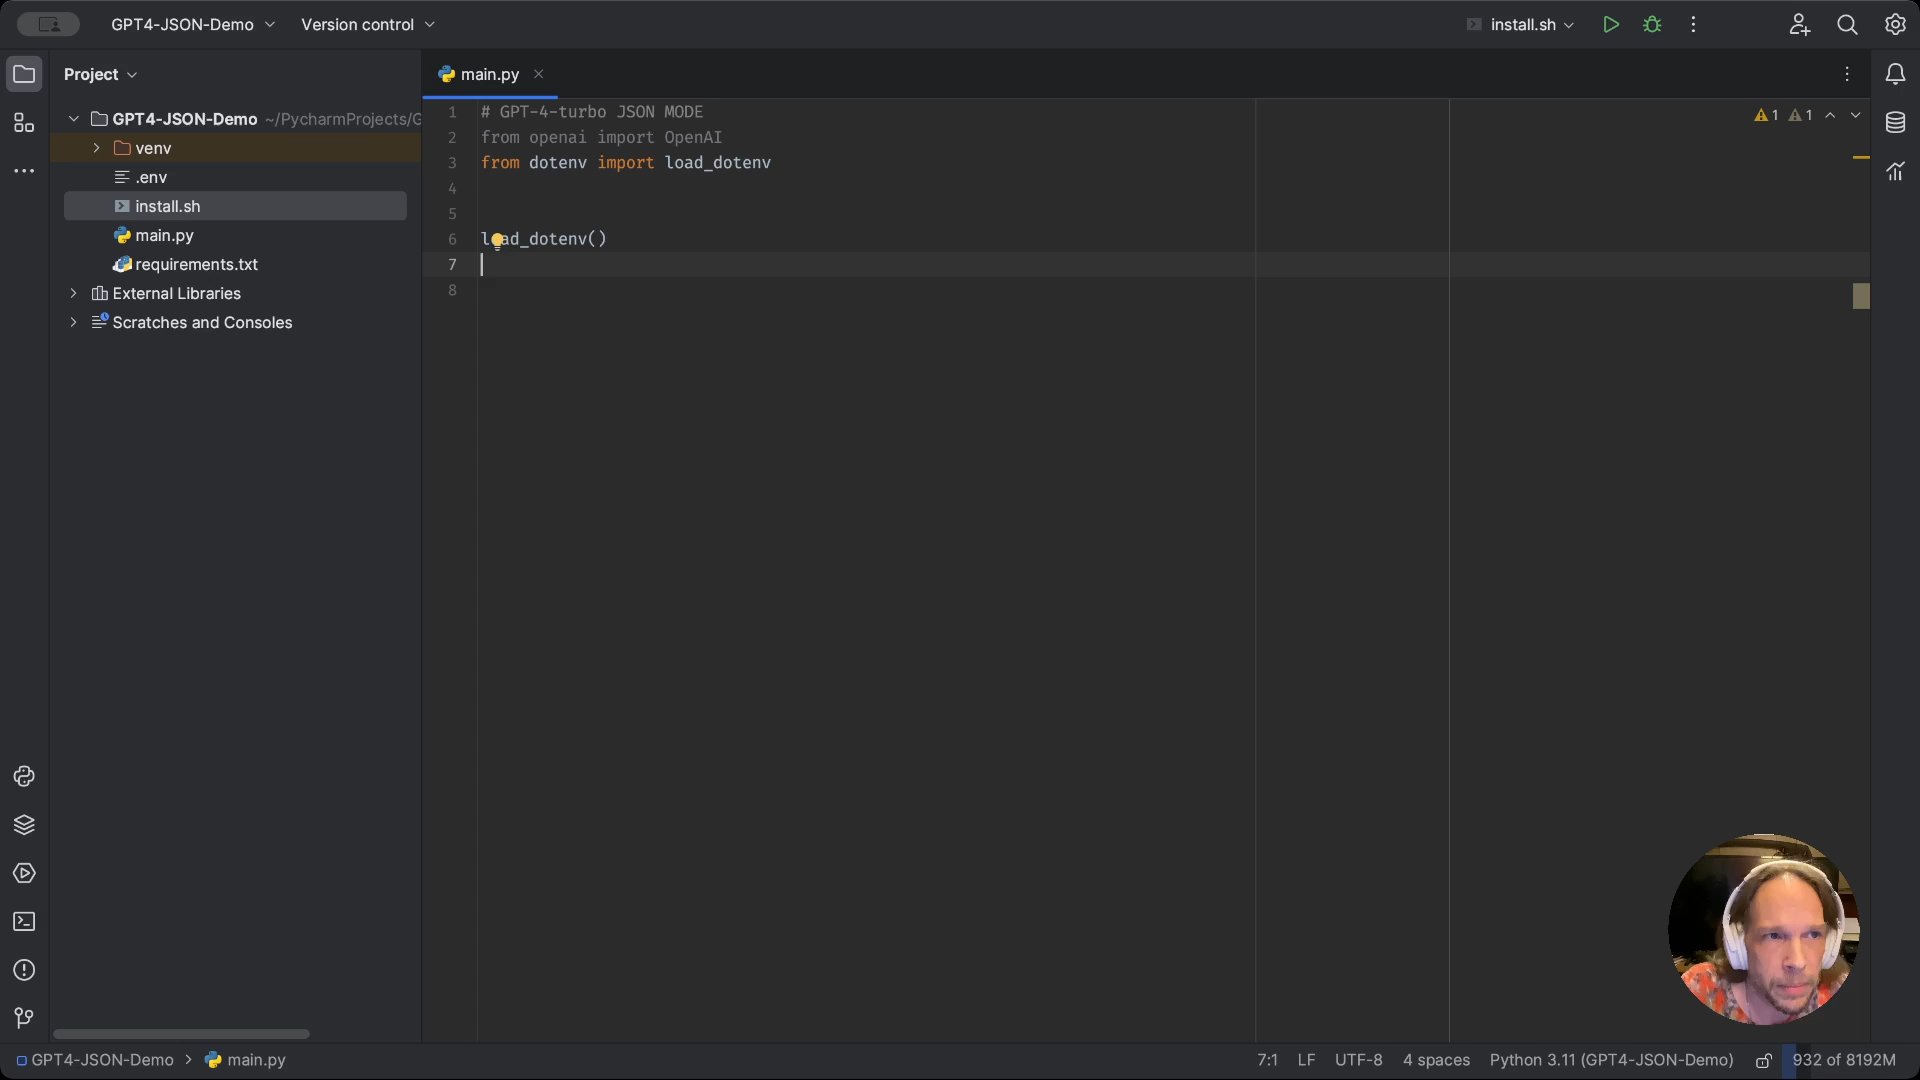 GPT4-JSON-Demo
Version control
install.sh
Project
main.py
GPT4-JSON-Demo ~/PycharmProjects/G
venv
.env
install.sh
main.py
requirements.txt
External Libraries
Scratches and Consoles
1 # GPT-4-turbo JSON MODE
2 from openai import OpenAI
3 from dotenv import load_dotenv
4
5
6 load_dotenv()
7
8
1 1
GPT4-JSON-Demo > main.py
7:1 LF UTF-8 4 spaces Python 3.11 (GPT4-JSON-Demo) 932 of 8192M